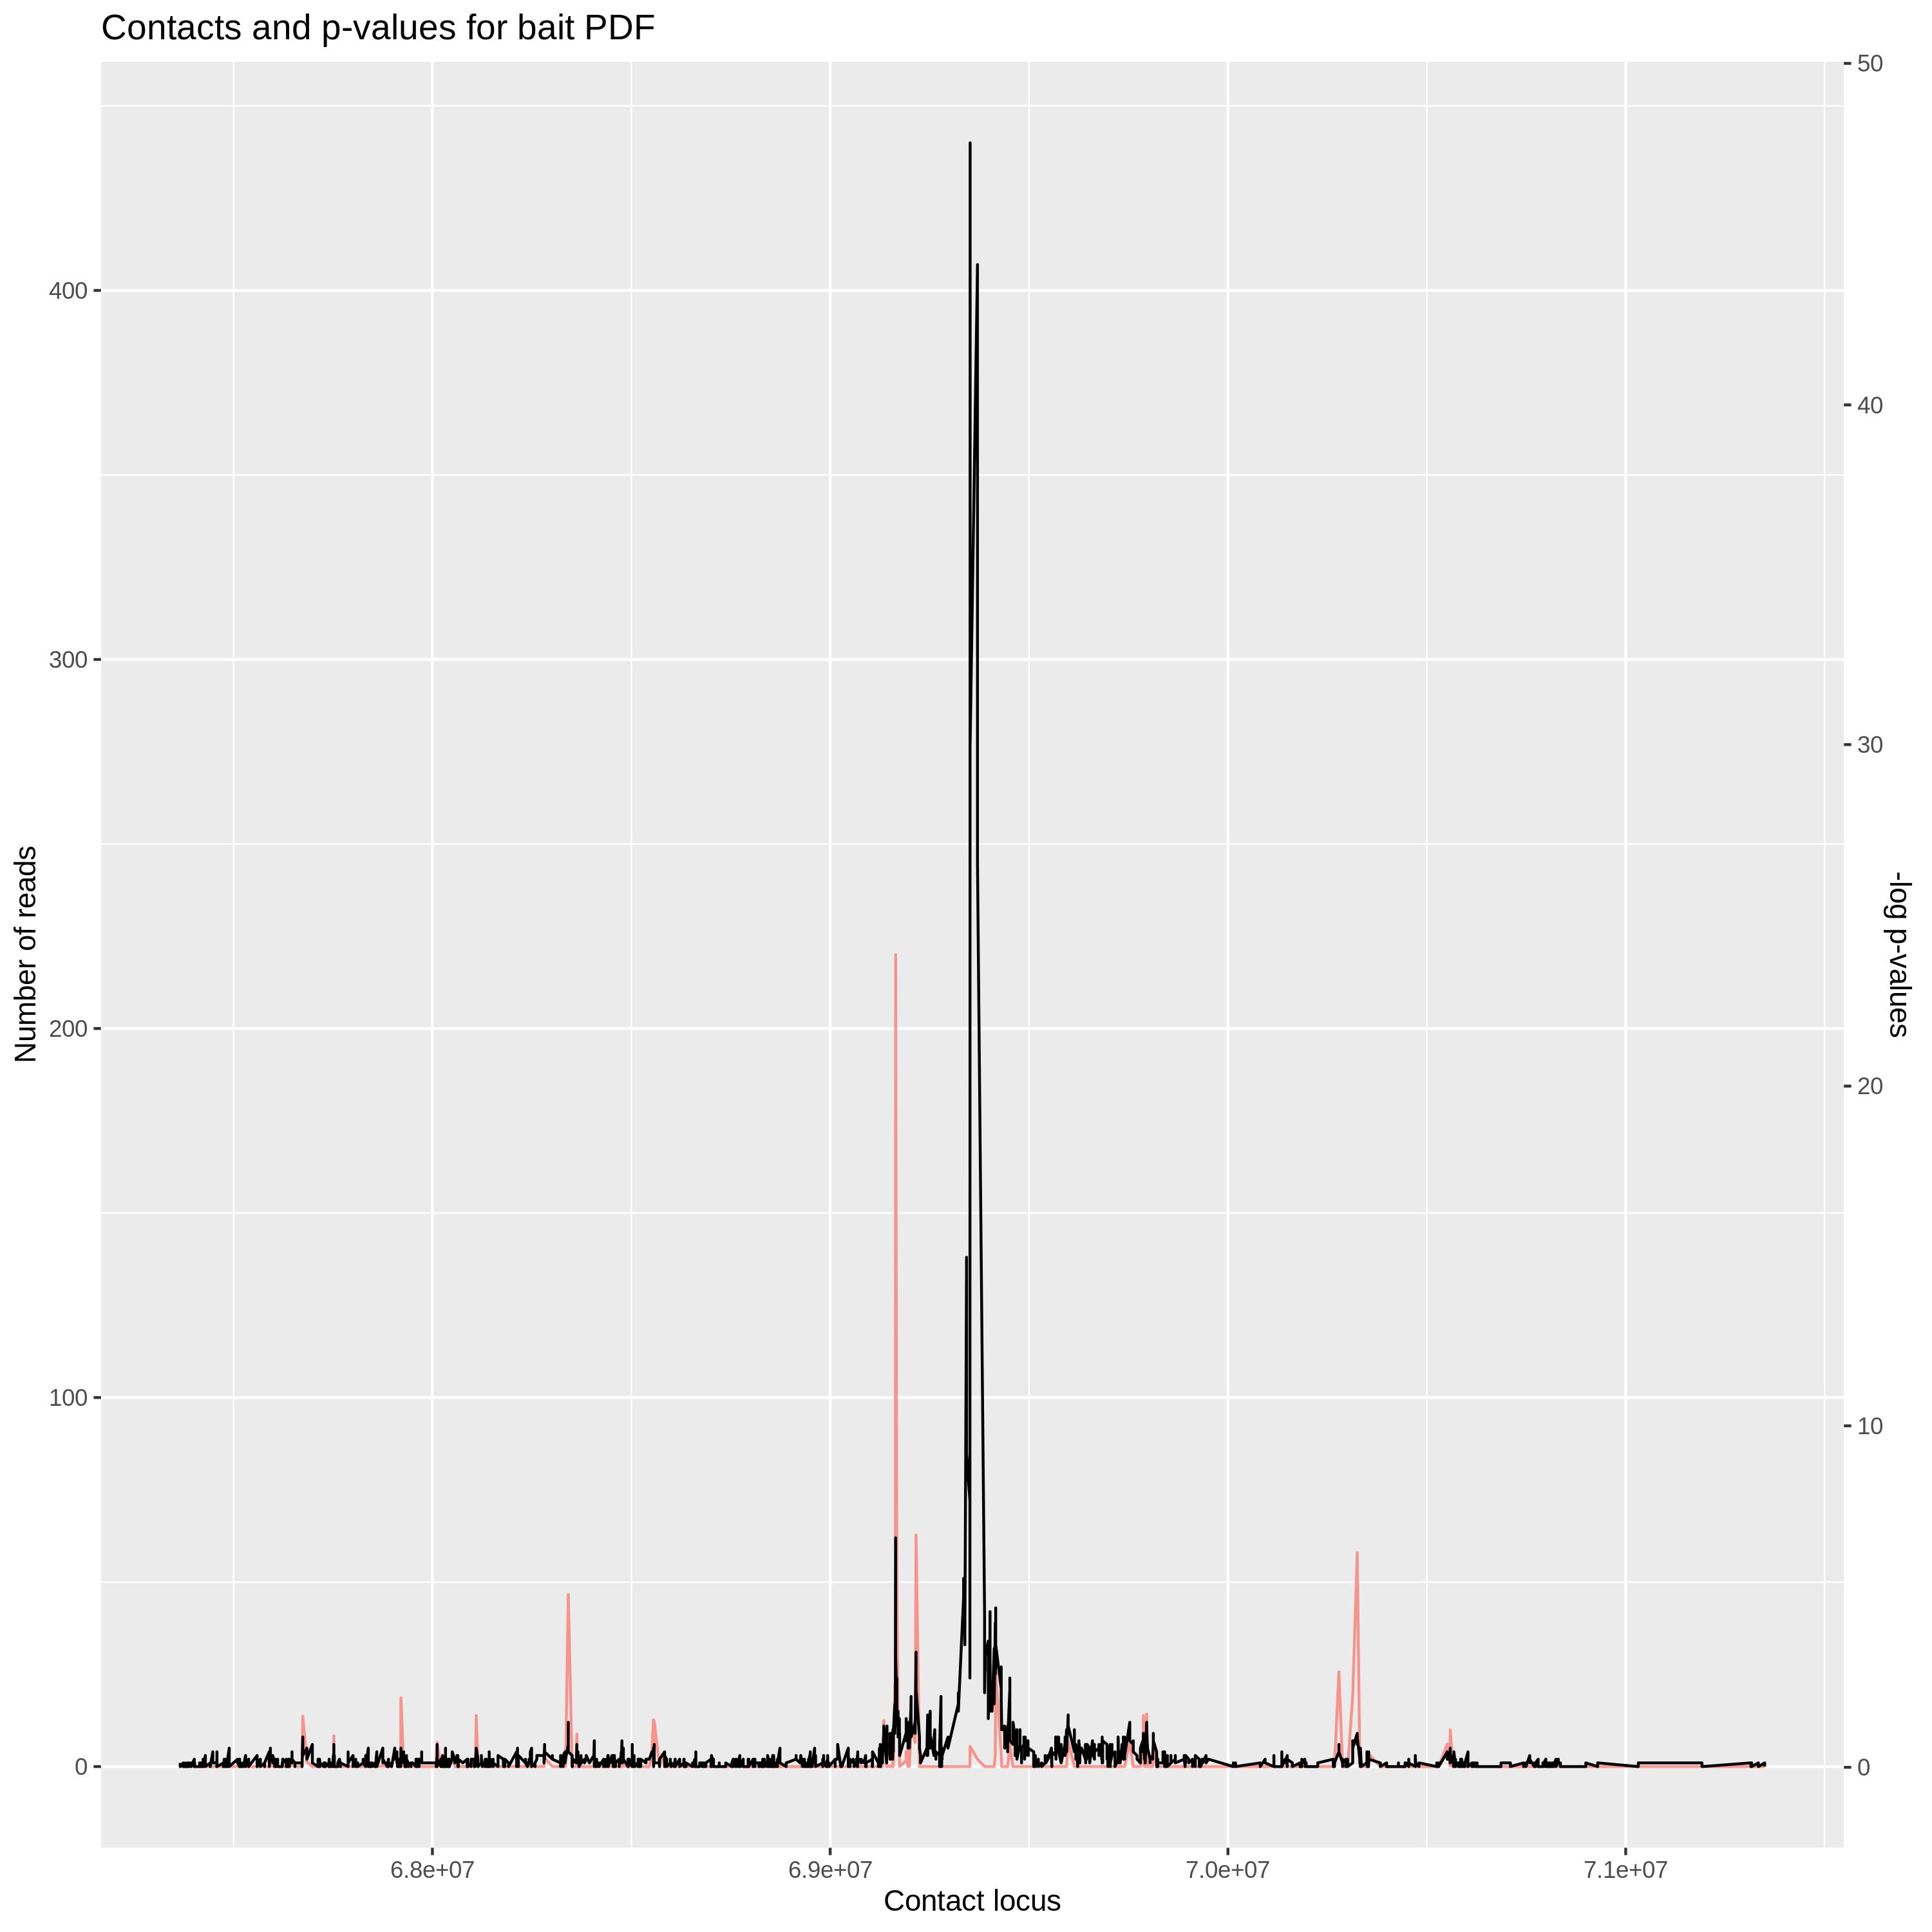 Contacts and p-values for bait PDF
50
400
40
300
30
Number of reads
-log p-values
200
20
100
10
0
0
6.8e+07
6.9e+07
7.0e+07
7.1e+07
Contact locus